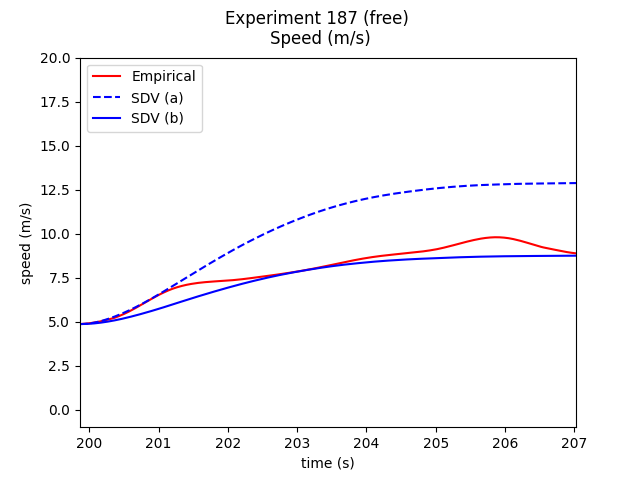 Experiment 187 (free)
Speed (m/s)
Empirical
SDV (a)
SDV (b)
speed (m/s)
20.0
17.5
15.0
12.5
10.0
7.5
5.0
2.5
0.0
200 201 202 203 204 205 206 207
time (s)